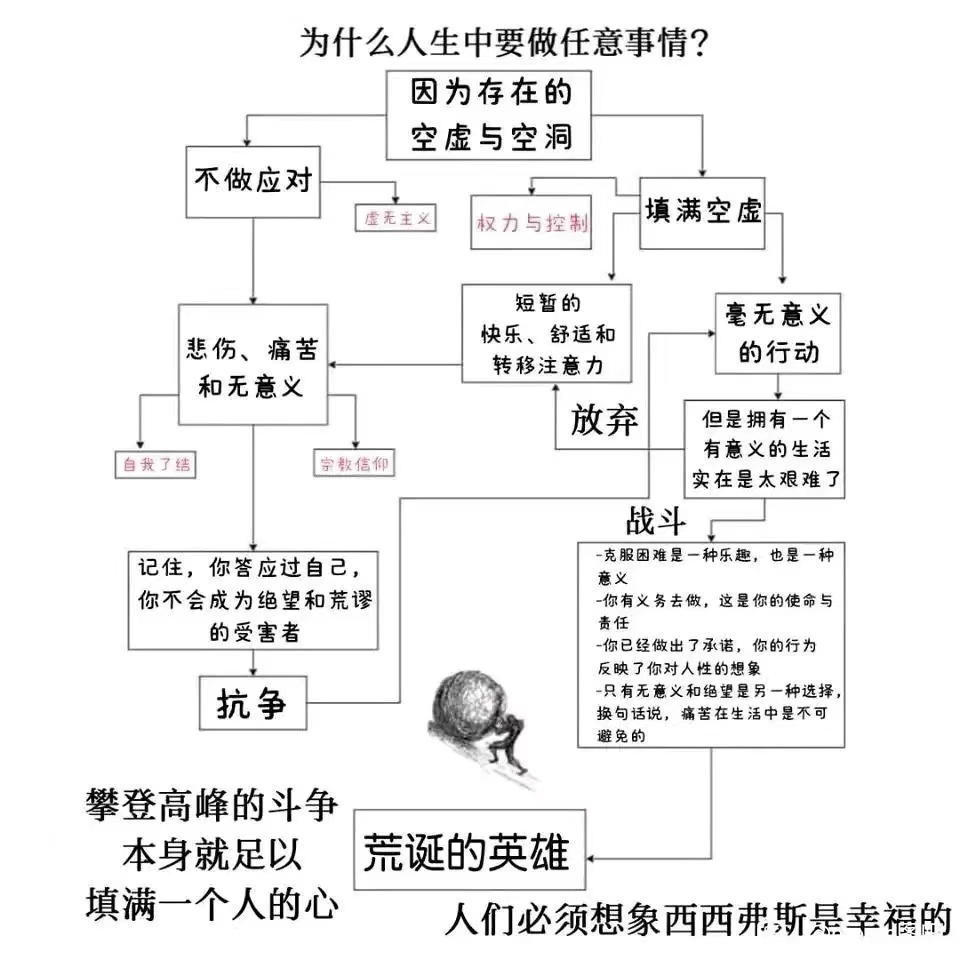 为什么人生中要做任意事情？
因为存在的
空虚与空洞
不做应对
虚无主义
权力与控制
填满空虚
短暂的
快乐、舒适和
转移注意力
毫无意义
的行动
悲伤、痛苦
和无意义
放弃
但是拥有一个
有意义的生活
实在是太艰难了
自我了结
宗教信仰
战斗
记住，你答应过自己，
你不会成为绝望和荒谬
的受害者
-克服困难是一种乐趣，也是一种
意义
-你有义务去做，这是你的使命与
责任
-你已经做出了承诺，你的行为
反映了你对人性的想象
-只有无意义和绝望是另一种选择，
换句话说，痛苦在生活中是不可
避免的
抗争
攀登高峰的斗争
本身就足以
填满一个人的心
荒诞的英雄
人们必须想象西西弗斯是幸福的